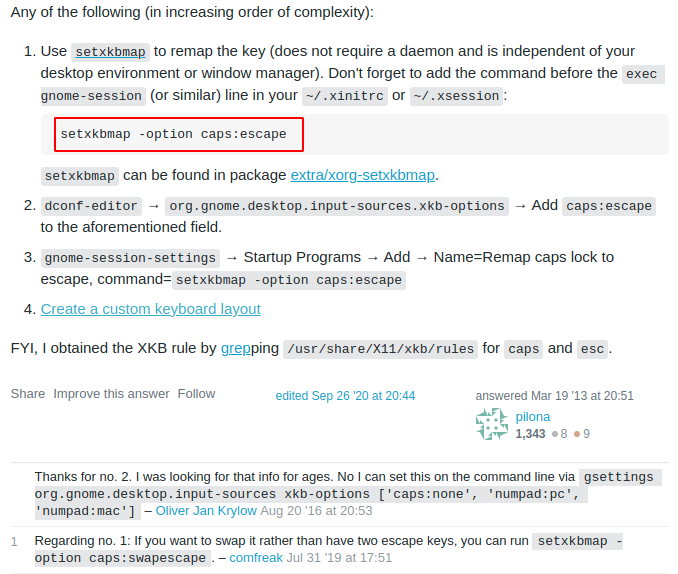 Any of the following (in increasing order of complexity):
1. Use setxkbmap to remap the key (does not require a daemon and is independent of your
desktop environment or window manager). Don't forget to add the command before the exec
gnome-session (or similar) line in your ~/.xinitrc or ~/.xsession:
setxkbmap -option caps:escape
setxkbmap can be found in package extra/xorg-setxkbmap.
2. dconf-editor → org.gnome.desktop.input-sources.xkb-options → Add caps:escape
to the aforementioned field.
3. gnome-session-settings → Startup Programs → Add → Name=Remap caps lock to
escape, command=setxkbmap -option caps:escape
4. Create a custom keyboard layout
FYI, I obtained the XKB rule by grepping /usr/share/X11/xkb/rules for caps and esc.
Share Improve this answer Follow
edited Sep 26 '20 at 20:44
answered Mar 19 '13 at 20:51
pilona
1,343 ●8 ●9
Thanks for no. 2. I was looking for that info for ages. No I can set this on the command line via gsettings
org.gnome.desktop.input-sources xkb-options ['caps:none', 'numpad:pc',
'numpad:mac'] – Oliver Jan Krylow Aug 20 '16 at 20:53
1 Regarding no. 1: If you want to swap it rather than have two escape keys, you can run setxkbmap -
option caps:swapescape. – comfreak Jul 31 '19 at 17:51